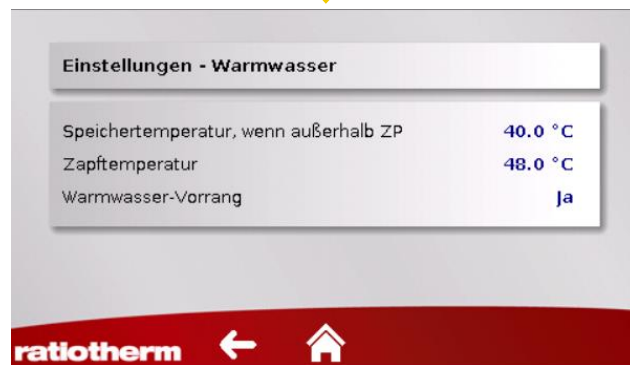 Einstellungen - Warmwasser
Speichertemperatur, wenn außerhalb ZP 40.0 °C
Zapftemperatur 48.0 °C
Warmwasser-Vorrang Ja
ratiotherm